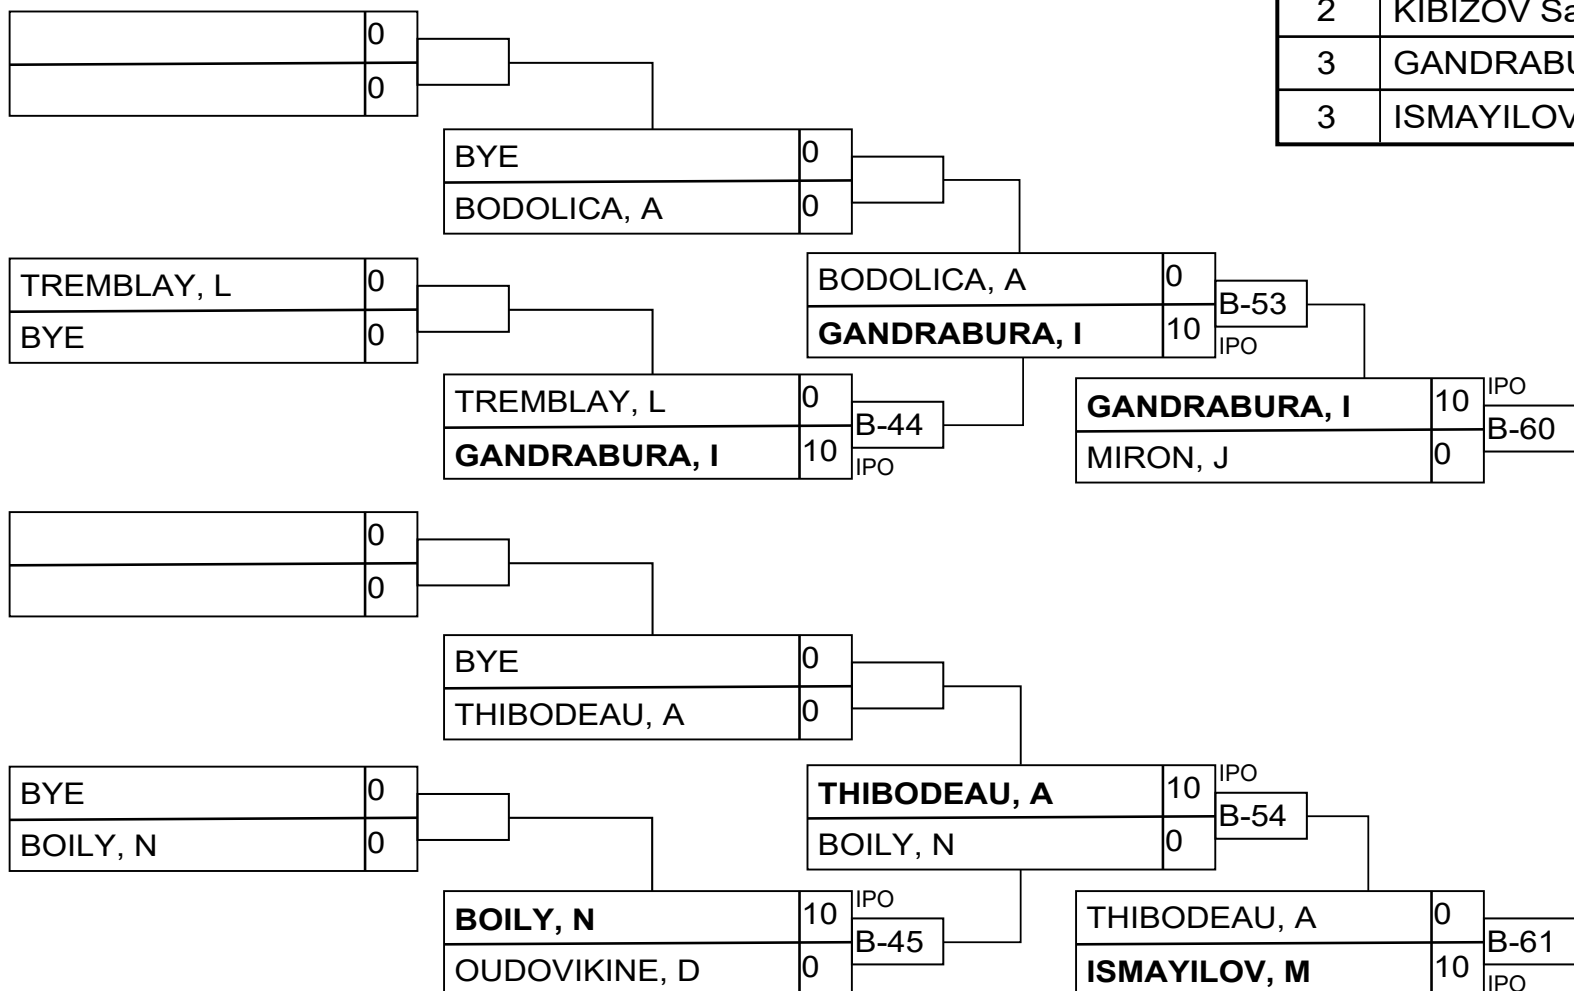 0
0
2 KIBIZOV
3
3
BYE 0
BODOLICA, A 0
TREMBLAY, L 0
BYE 0
BODOLICA, A 0
GANDRABURA, I 10
B-53
IPO
TREMBLAY, L 0
GANDRABURA, I 10
B-44
IPO
GANDRABURA, I 10
MIRON, J 0
IPO
B-60
0
0
BYE 0
THIBODEAU, A 0
BYE 0
BOILY, N 0
THIBODEAU, A 10
BOILY, N 0
IPO
B-54
BOILY, N 10
OUDOVIKINE, D 0
IPO
B-45
THIBODEAU, A 0
ISMAYILOV, M 10
B-61
IPO